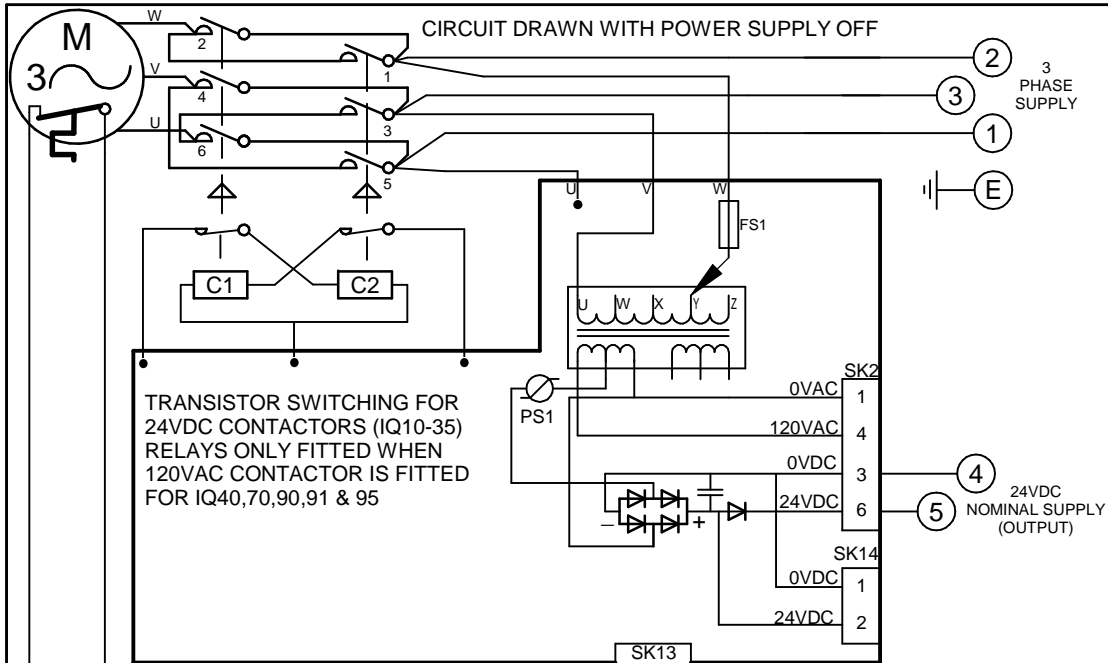 CIRCUIT DRAWN WITH POWER SUPPLY OFF
W
M
3
V
U
2
1
4
3
6
5
2
3
1
E
3
PHASE
SUPPLY
U
V
W
FS1
C1
C2
U
W
X
Y
Z
PS1
TRANSISTOR SWITCHING FOR
24VDC CONTACTORS (IQ10-35)
RELAYS ONLY FITTED WHEN
120VAC CONTACTOR IS FITTED
FOR IQ40,70,90,91 & 95
SK2
0VAC 1
120VAC 4
0VDC 3
24VDC 6
4
5
24VDC
NOMINAL SUPPLY
(OUTPUT)
– +
SK14
0VDC 1
24VDC 2
SK13